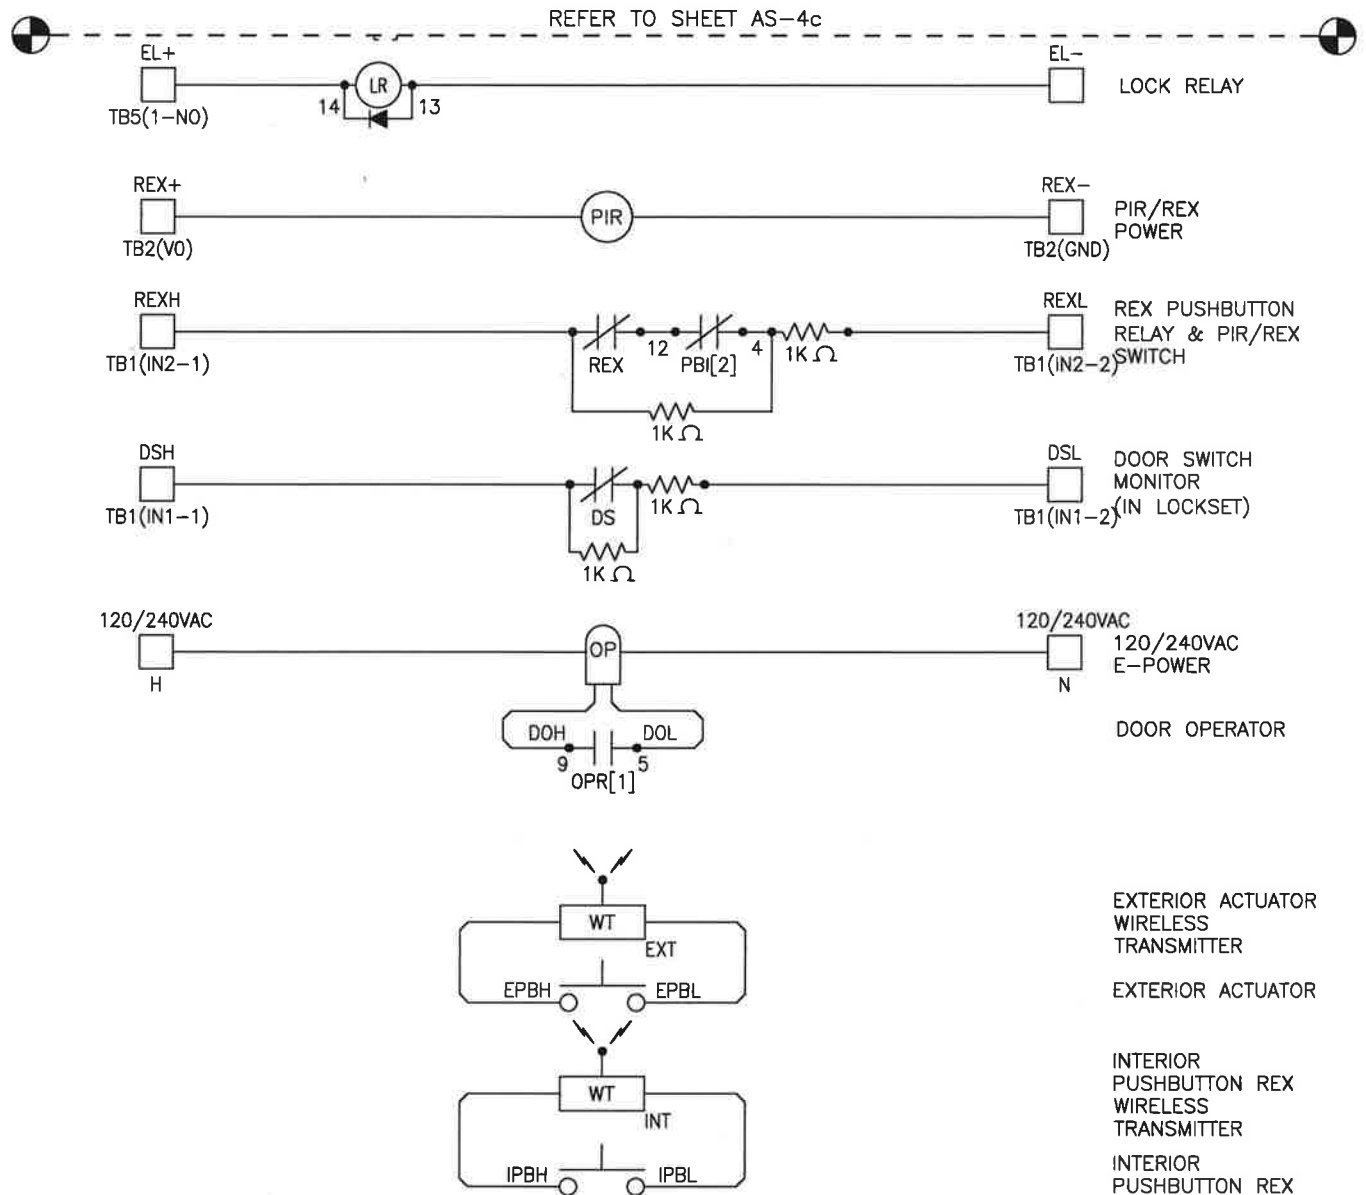 REFER TO SHEET AS-4c
EL+
EL-
LR
LOCK RELAY
14
13
TB5(1-NO)
REX+
REX-
PIR
PIR/REX
POWER
TB2(VO)
TB2(GND)
REXH
REXL
REX PUSHBUTTON
RELAY & PIR/REX
SWITCH
12
4
1KΩ
REX
PBI[2]
TB1(IN2-1)
TB1(IN2-2)
1KΩ
DSH
DSL
DOOR SWITCH
MONITOR
(IN LOCKSET)
1KΩ
DS
TB1(IN1-1)
TB1(IN1-2)
1KΩ
120/240VAC
120/240VAC
OP
120/240VAC
E-POWER
H
N
DOH
DOL
DOOR OPERATOR
9
5
OPR[1]
WT
EXT
EXTERIOR ACTUATOR
WIRELESS
TRANSMITTER
EPBH
EPBL
EXTERIOR ACTUATOR
WT
INT
INTERIOR
PUSHBUTTON REX
WIRELESS
TRANSMITTER
IPBH
IPBL
INTERIOR
PUSHBUTTON REX